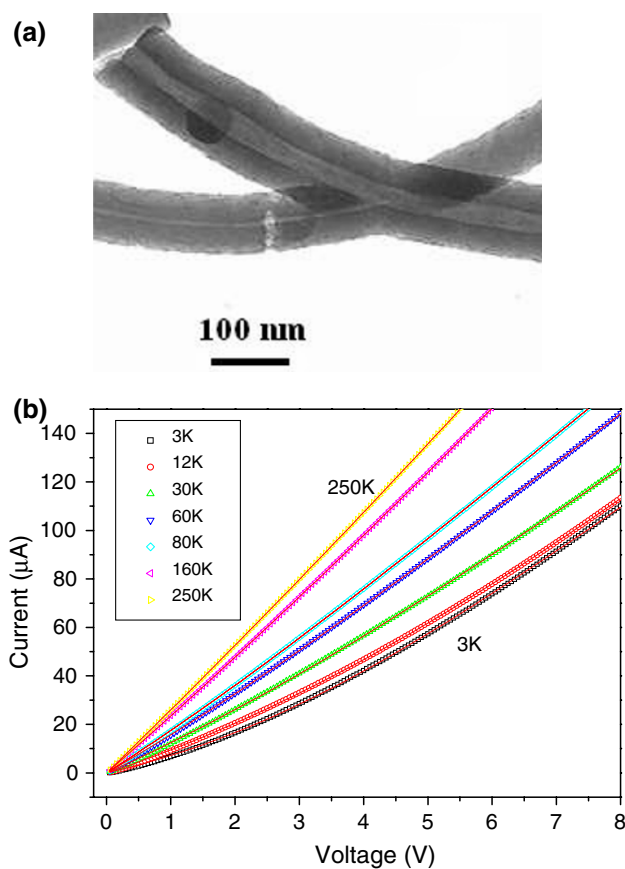 (a)
100 nm
(b)
140
120
100
80
60
40
20
0
Current (μA)
3K
12K
30K
60K
80K
160K
250K
250K
3K
0 1 2 3 4 5 6 7 8
Voltage (V)